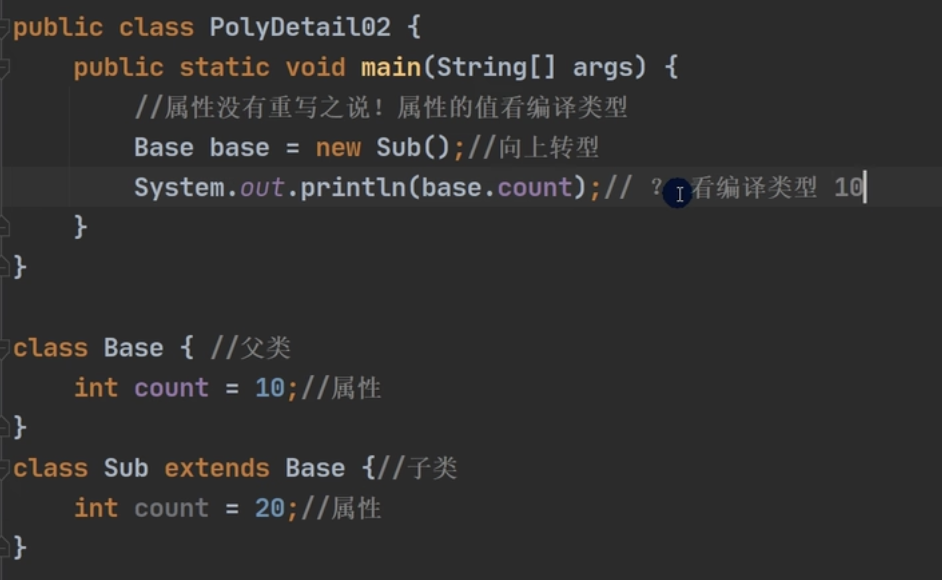 public class PolyDetail02 {
public static void main(String[] args) {
//属性没有重写之说！属性的值看编译类型
Base base = new Sub();//向上转型
System.out.println(base.count);// ？ 看编译类型 10
}
}
class Base { //父类
int count = 10;//属性
}
class Sub extends Base {//子类
int count = 20;//属性
}